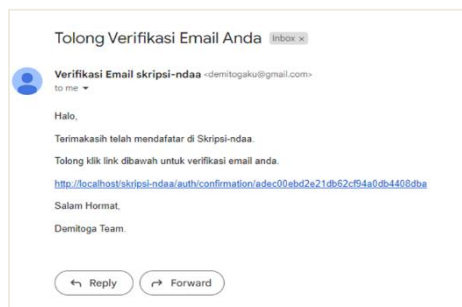 Tolong Verifikasi Email Anda Inbox x
Verifikasi Email skripsi-ndaa <demitogaku@gmail.com>
to me
Halo,
Terimakasih telah mendafatar di Skripsi-ndaa.
Tolong klik link dibawah untuk verifikasi email anda.
http://localhost/skripsi-ndaa/auth/confirmation/adec00ebd2e21db62cf94a0db4408dba
Salam Hormat,
Demitoga Team.
Reply Forward